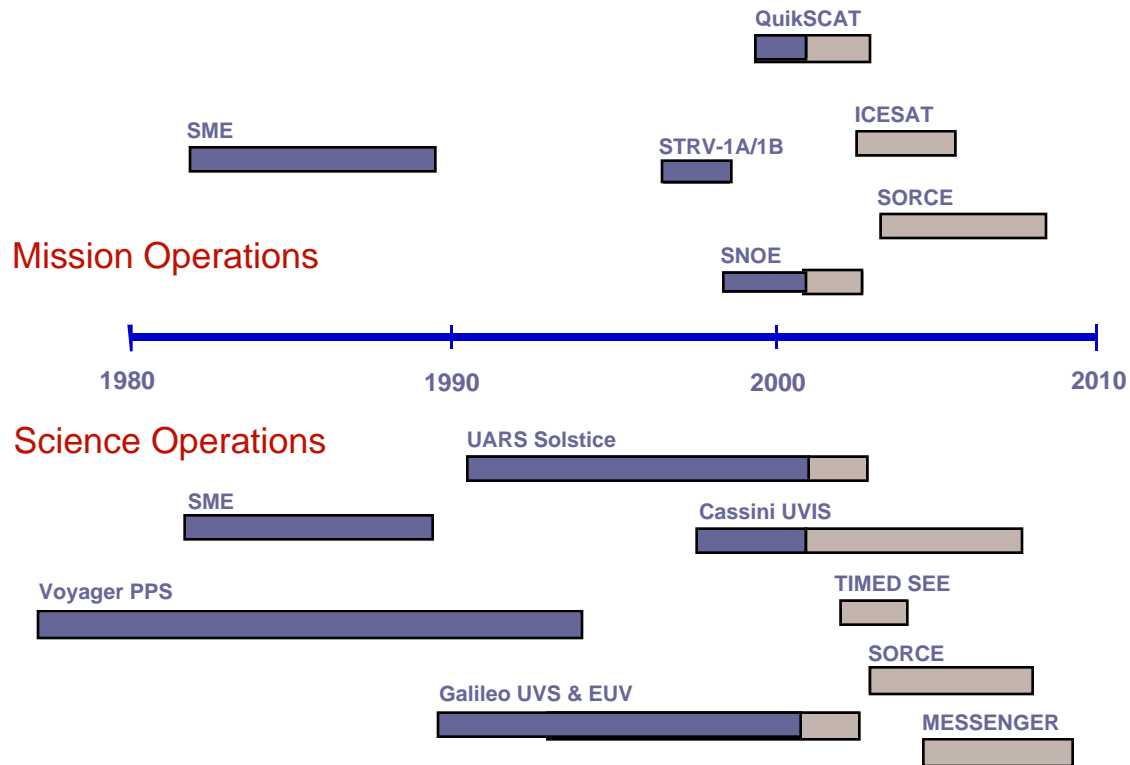 QuikSCAT
ICESAT
SME
STRV-1A/1B
SORCE
Mission Operations
SNOE
1980 1990 2000 2010
Science Operations
UARS Solstice
SME
Cassini UVIS
Voyager PPS
TIMED SEE
SORCE
Galileo UVS & EUV
MESSENGER